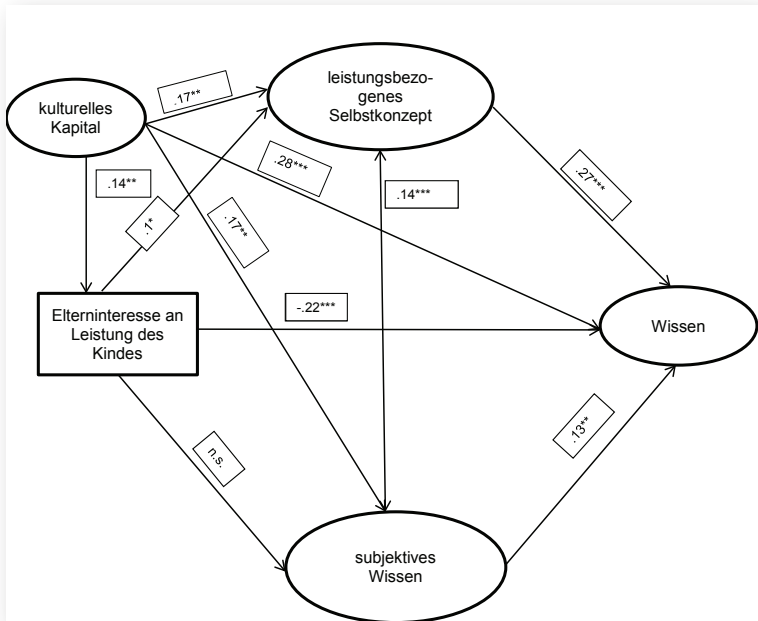 kulturelles
Kapital
.17**
leistungsbezo-
genes
Selbstkonzept
.14**
.1*
.28***
.17**
.14***
.27***
Elterninteresse an
Leistung des
Kindes
-.22***
Wissen
n.s.
.13**
subjektives
Wissen